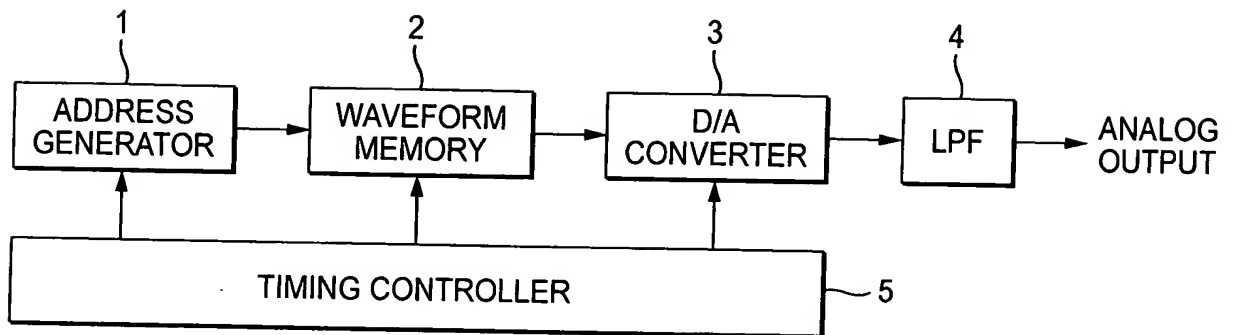 1
2
3
4
ADDRESS
GENERATOR
WAVEFORM
MEMORY
D/A
CONVERTER
LPF
ANALOG
OUTPUT
TIMING CONTROLLER
5